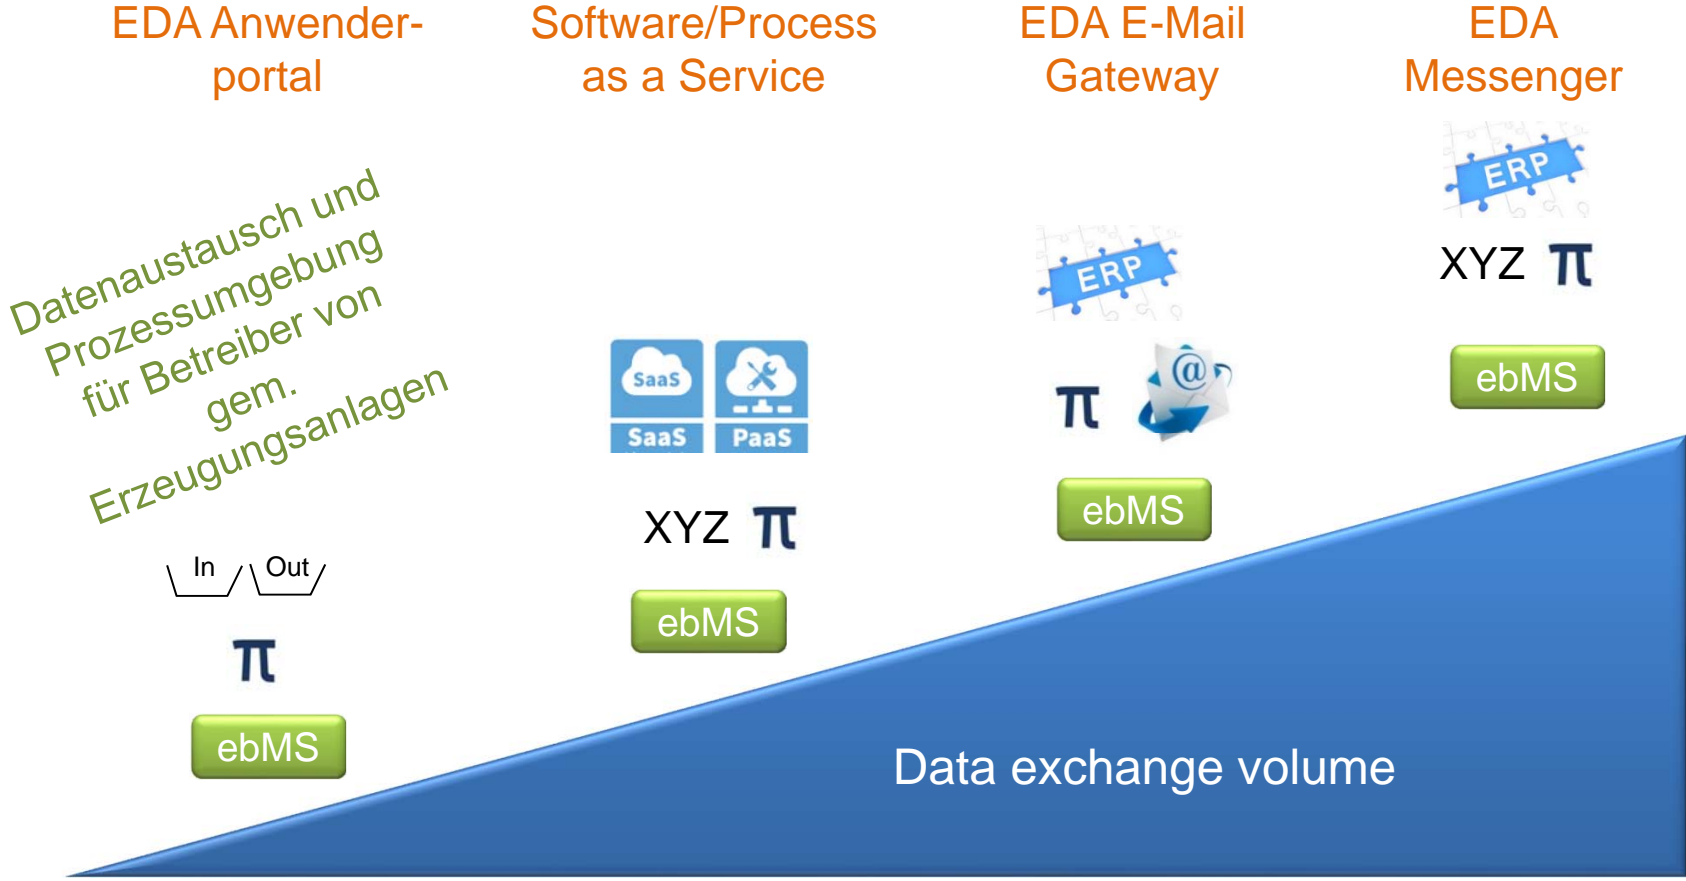 EDA Anwender-
portal
Software/Process
as a Service
EDA E-Mail
Gateway
EDA
Messenger
Datenaustausch und
Prozessumgebung
für Betreiber von
gem.
Erzeugungsanlagen
In
Out
π
ebMS
SaaS
SaaS
PaaS
XYZ π
ebMS
ERP
π @
ebMS
ERP
XYZ π
ebMS
Data exchange volume